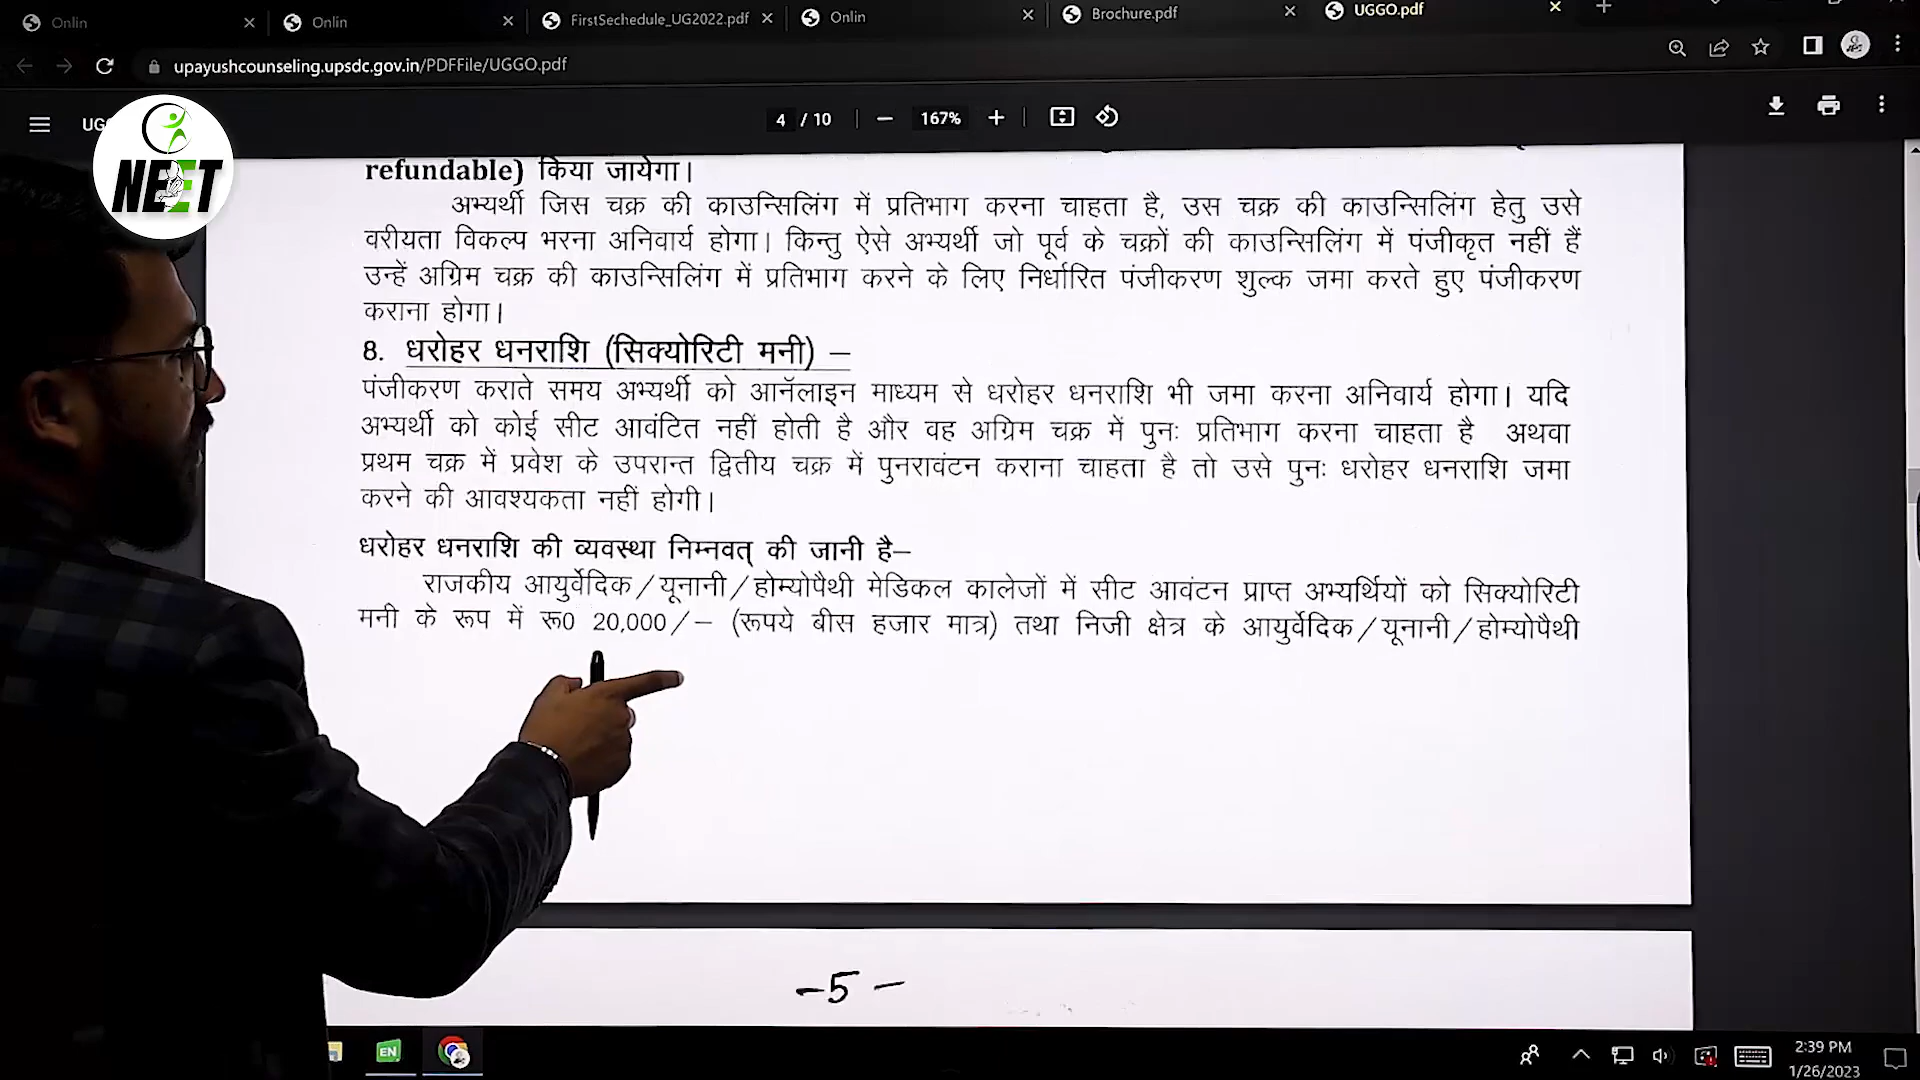 Onlin
Onlin
FirstSechedule_UG2022.pdf
Onlin
Brochure.pdf
UGGO.pdf
upayushcounseling.upsdc.gov.in/PDFFile/UGGO.pdf
4 / 10
167%
NEET
refundable) किया जायेगा।
अभ्यर्थी जिस चक्र की काउन्सिलिंग में प्रतिभाग करना चाहता है, उस चक्र की काउन्सिलिंग हेतु उसे
वरीयता विकल्प भरना अनिवार्य होगा। किन्तु ऐसे अभ्यर्थी जो पूर्व के चक्रों की काउन्सिलिंग में पंजीकृत नहीं हैं
उन्हें अग्रिम चक्र की काउन्सिलिंग में प्रतिभाग करने के लिए निर्धारित पंजीकरण शुल्क जमा करते हुए पंजीकरण
कराना होगा।
8. धरोहर धनराशि (सिक्योरिटी मनी) –
पंजीकरण कराते समय अभ्यर्थी को आनॅलाइन माध्यम से धरोहर धनराशि भी जमा करना अनिवार्य होगा। यदि
अभ्यर्थी को कोई सीट आवंटित नहीं होती है और वह अग्रिम चक्र में पुनः प्रतिभाग करना चाहता है अथवा
प्रथम चक्र में प्रवेश के उपरान्त द्वितीय चक्र में पुनरावंटन कराना चाहता है तो उसे पुनः धरोहर धनराशि जमा
करने की आवश्यकता नहीं होगी।
धरोहर धनराशि की व्यवस्था निम्नवत् की जानी है–
राजकीय आयुर्वेदिक/यूनानी/होम्योपैथी मेडिकल कालेजों में सीट आवंटन प्राप्त अभ्यर्थियों को सिक्योरिटी
मनी के रूप में रू0 20,000/– (रूपये बीस हजार मात्र) तथा निजी क्षेत्र के आयुर्वेदिक/यूनानी/होम्योपैथी
-5-
EN
2:39 PM
1/26/2023